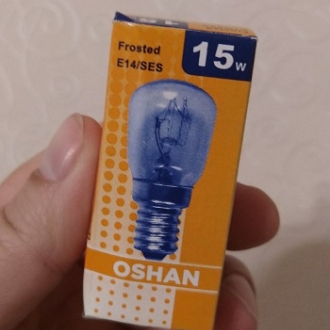 Frosted
E14/SES
15w
OSHAN